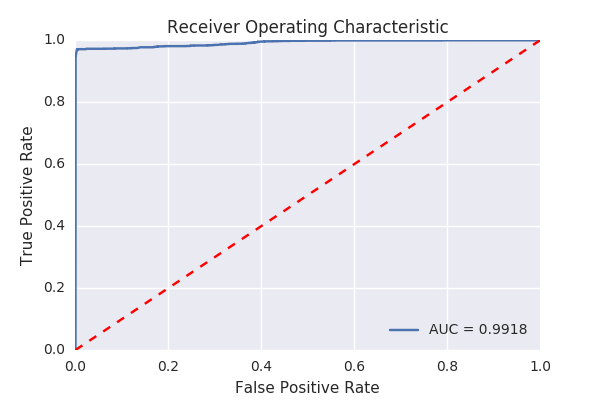 Receiver Operating Characteristic
1.0
0.8
0.6
0.4
0.2
0.0
True Positive Rate
AUC = 0.9918
0.0 0.2 0.4 0.6 0.8 1.0
False Positive Rate